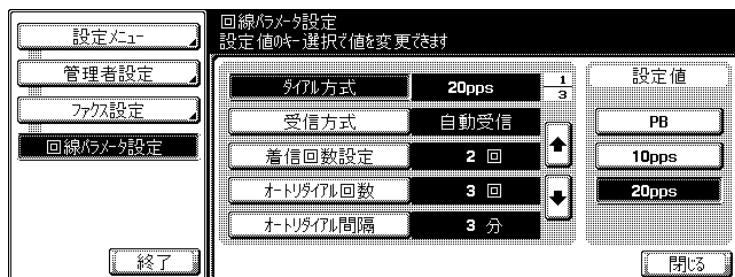 設定ﾒﾆｭｰ
管理者設定
ﾌｧｸｽ設定
回線ﾊﾟﾗﾒｰﾀ設定
終了
回線ﾊﾟﾗﾒｰﾀ設定
設定値のｷｰ選択で値を変更できます
ﾀﾞｲｱﾙ方式 20pps
1
3
受信方式 自動受信
着信回数設定 2 回
ｵｰﾄﾘﾀﾞｲｱﾙ回数 3 回
ｵｰﾄﾘﾀﾞｲｱﾙ間隔 3 分
設定値
PB
10pps
20pps
閉じる